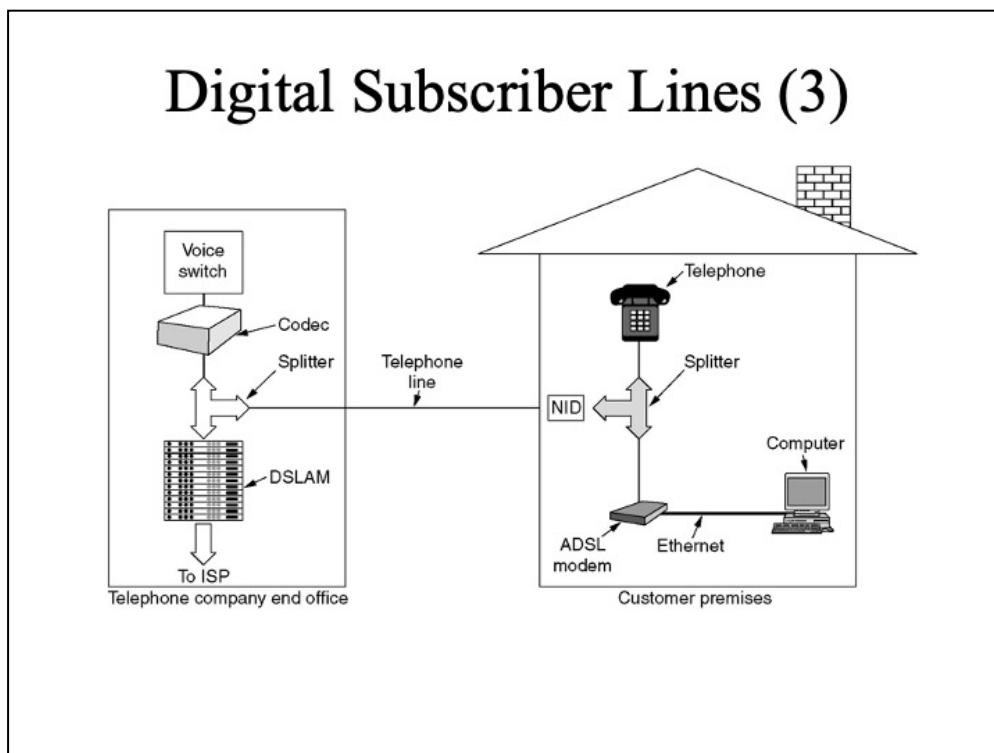 Digital Subscriber Lines (3)
Voice
switch
Codec
Splitter
DSLAM
To ISP
Telephone company end office
Telephone
line
Telephone
Splitter
NID
Computer
ADSL
modem
Ethernet
Customer premises